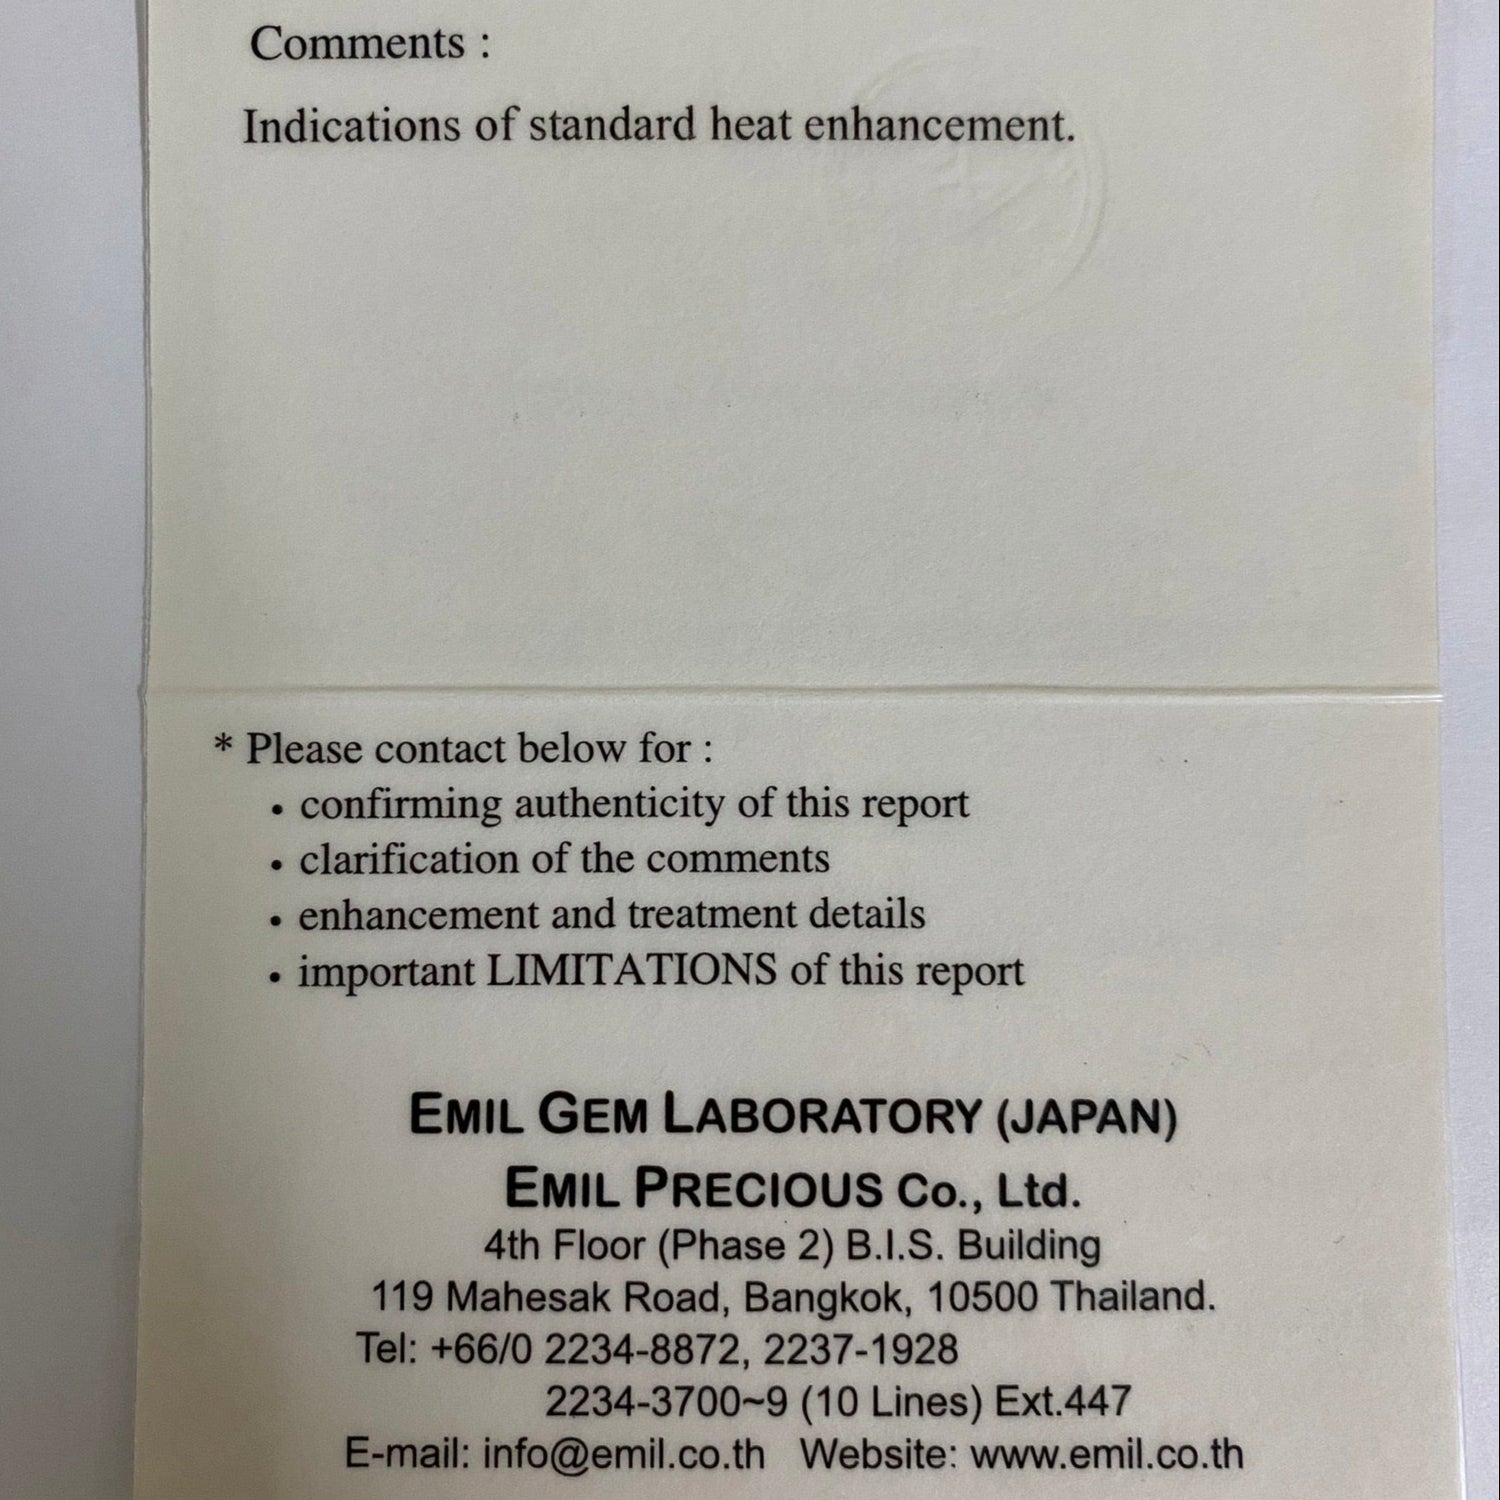 Comments :
Indications of standard heat enhancement.
* Please contact below for :
• confirming authenticity of this report
• clarification of the comments
• enhancement and treatment details
• important LIMITATIONS of this report
EMIL GEM LABORATORY (JAPAN)
EMIL PRECIOUS Co., Ltd.
4th Floor (Phase 2) B.I.S. Building
119 Mahesak Road, Bangkok, 10500 Thailand.
Tel: +66/0 2234-8872, 2237-1928
2234-3700~9 (10 Lines) Ext.447
E-mail: info@emil.co.th Website: www.emil.co.th